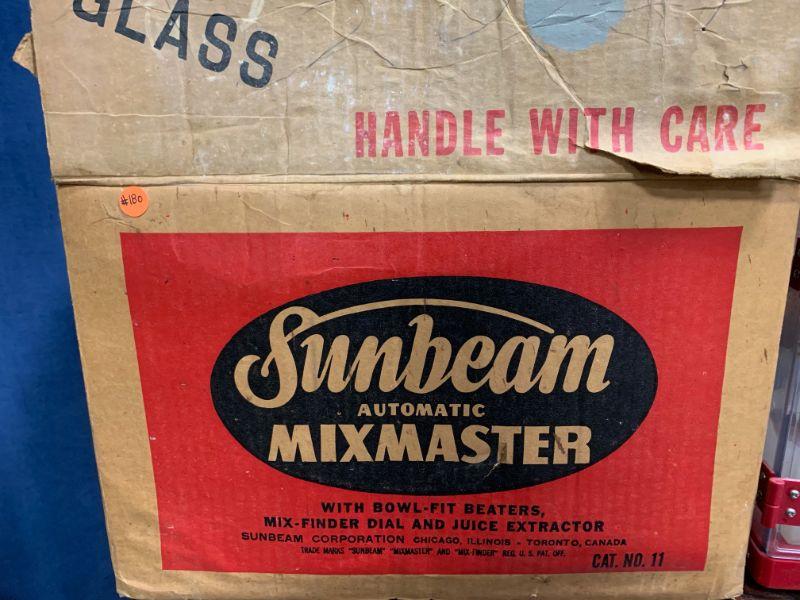 GLASS
HANDLE WITH CARE
#180
Sunbeam
AUTOMATIC
MIXMASTER
WITH BOWL-FIT BEATERS,
MIX-FINDER DIAL AND JUICE EXTRACTOR
SUNBEAM CORPORATION CHICAGO, ILLINOIS - TORONTO, CANADA
TRADE MARKS "SUNBEAM" "MIXMASTER" AND "MIX-FINDER" REG. U. S. PAT. OFF.
CAT. NO. 11